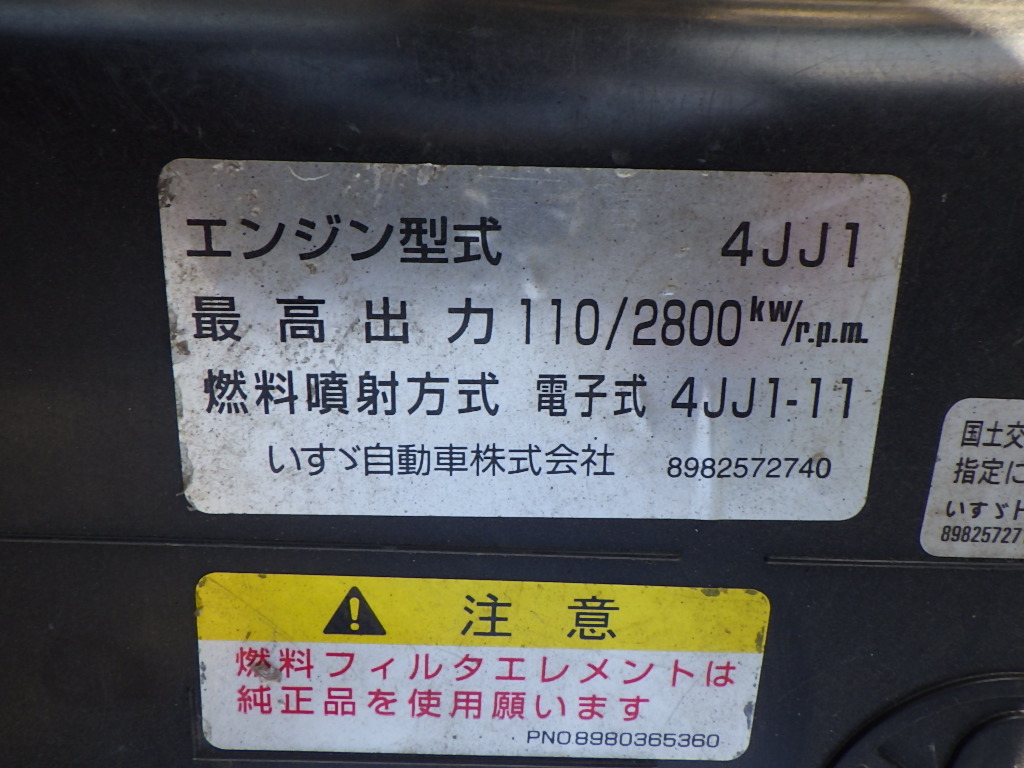 エンジン型式 4JJ1
最高出力 110/2800 kw/r.p.m.
燃料噴射方式 電子式 4JJ1-11
いすゞ自動車株式会社 8982572740
国土交
指定に
いすゞ
89825727
注意
燃料フィルタエレメントは
純正品を使用願います
PNO8980365360